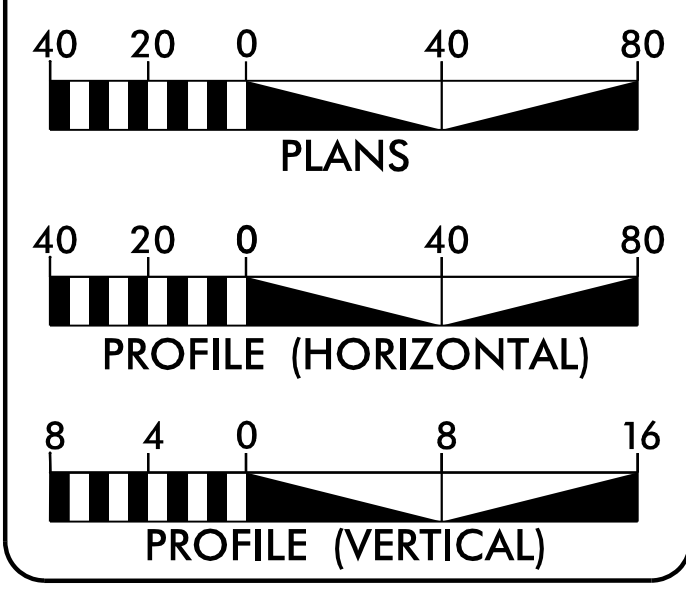 40 20 0 40 80
PLANS
40 20 0 40 80
PROFILE (HORIZONTAL)
8 4 0 8 16
PROFILE (VERTICAL)